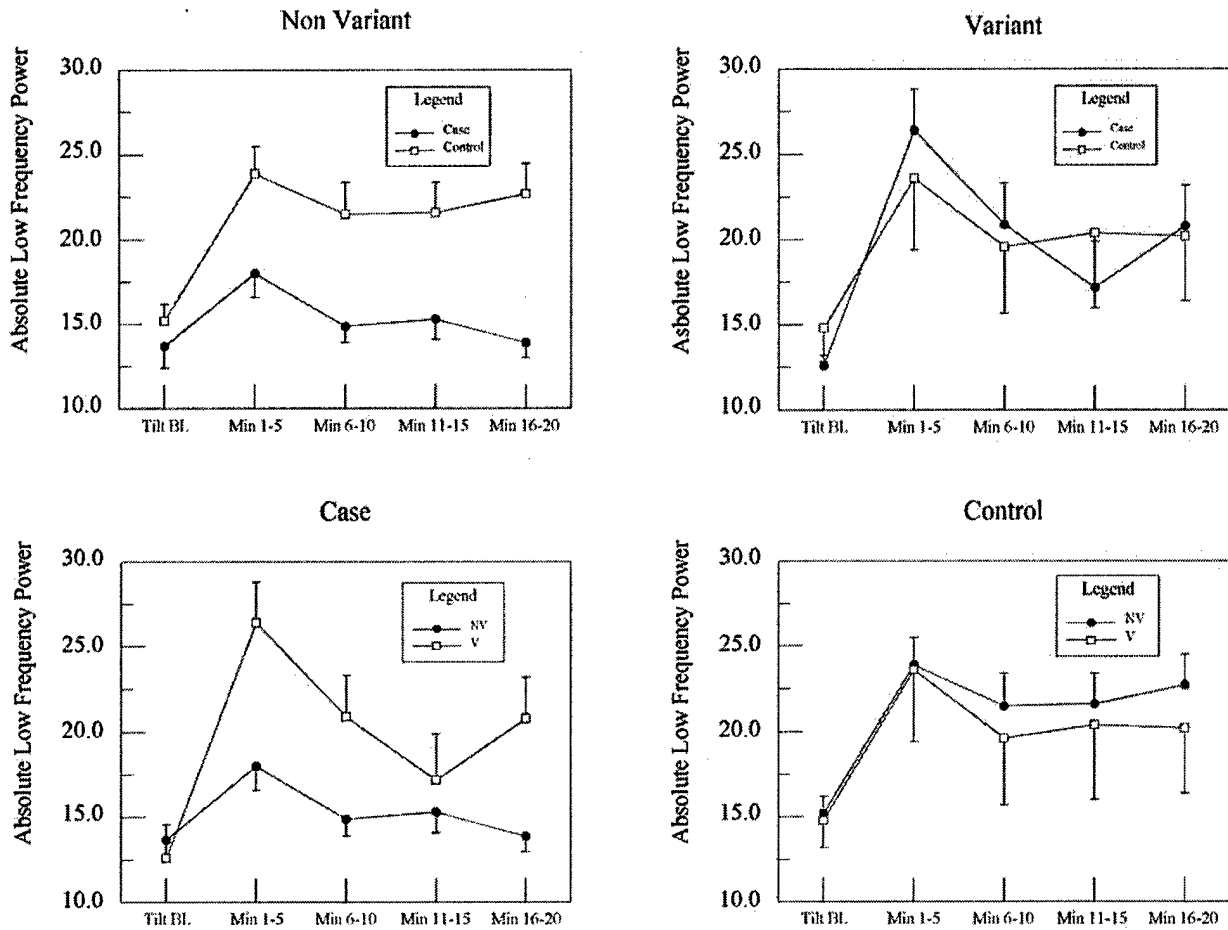 Non Variant
Absolute Low Frequency Power
30.0
25.0
20.0
15.0
10.0
Legend
Case
Control
Tilt BL Min 1-5 Min 6-10 Min 11-15 Min 16-20
Variant
Asbolute Low Frequency Power
30.0
25.0
20.0
15.0
10.0
Legend
Case
Control
Tilt BL Min 1-5 Min 6-10 Min 11-15 Min 16-20
Case
Absolute Low Frequency Power
30.0
25.0
20.0
15.0
10.0
Legend
NV
V
Tilt BL Min 1-5 Min 6-10 Min 11-15 Min 16-20
Control
Absolute Low Frequency Power
30.0
25.0
20.0
15.0
10.0
Legend
NV
V
Tilt BL Min 1-5 Min 6-10 Min 11-15 Min 16-20